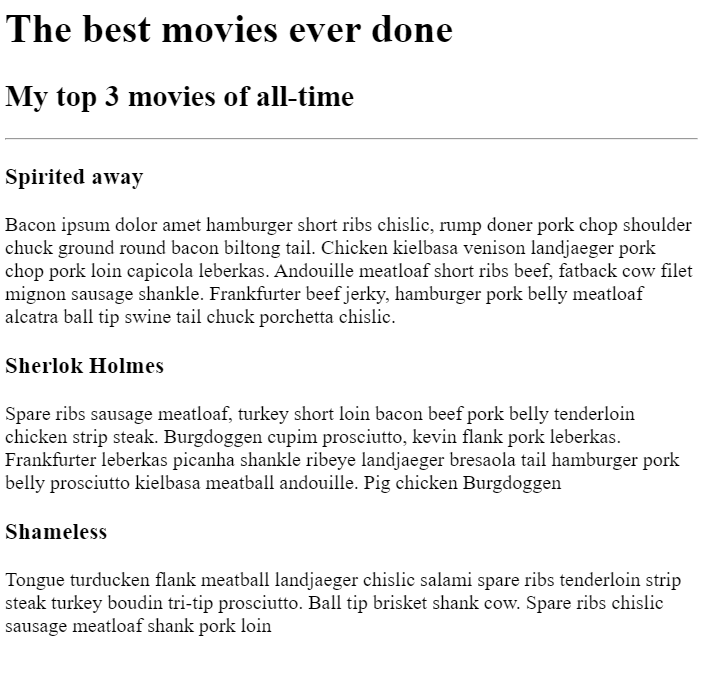 The best movies ever done
My top 3 movies of all-time
Spirited away
Bacon ipsum dolor amet hamburger short ribs chislic, rump doner pork chop shoulder
chuck ground round bacon biltong tail. Chicken kielbasa venison landjaeger pork
chop pork loin capicola leberkas. Andouille meatloaf short ribs beef, fatback cow filet
mignon sausage shankle. Frankfurter beef jerky, hamburger pork belly meatloaf
alcatra ball tip swine tail chuck porchetta chislic.
Sherlok Holmes
Spare ribs sausage meatloaf, turkey short loin bacon beef pork belly tenderloin
chicken strip steak. Burgdoggen cupim prosciutto, kevin flank pork leberkas.
Frankfurter leberkas picanha shankle ribeye landjaeger bresaola tail hamburger pork
belly prosciutto kielbasa meatball andouille. Pig chicken Burgdoggen
Shameless
Tongue turducken flank meatball landjaeger chislic salami spare ribs tenderloin strip
steak turkey boudin tri-tip prosciutto. Ball tip brisket shank cow. Spare ribs chislic
sausage meatloaf shank pork loin